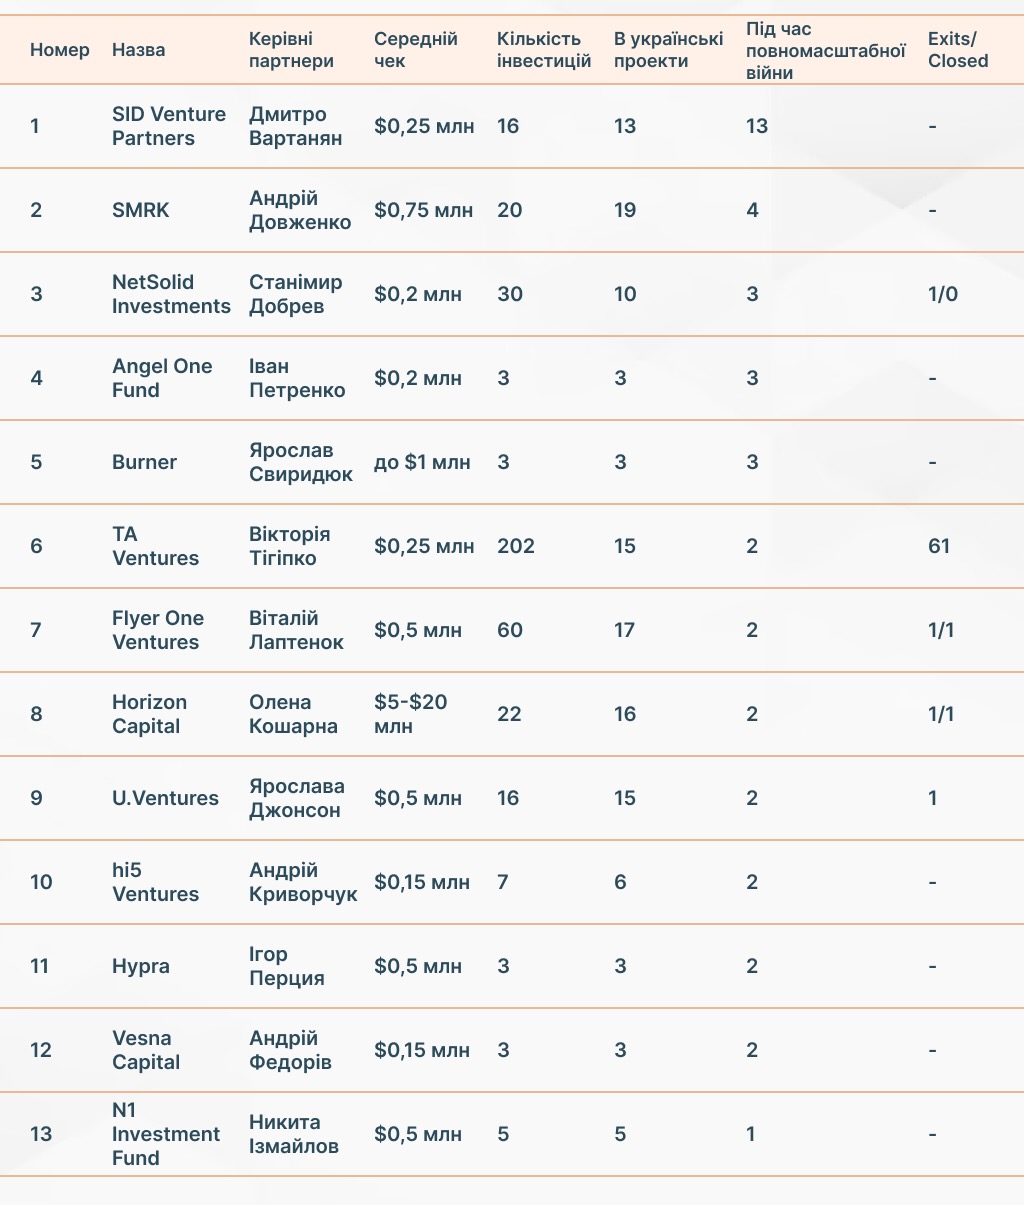 Номер Назва Керівні партнери Середній чек Кількість інвестицій В українські проекти Під час повномасштабної війни Exits/ Closed
1 SID Venture Partners Дмитро Вартанян $0,25 млн 16 13 13 -
2 SMRK Андрій Довженко $0,75 млн 20 19 4 -
3 NetSolid Investments Станімир Добрев $0,2 млн 30 10 3 1/0
4 Angel One Fund Іван Петренко $0,2 млн 3 3 3 -
5 Burner Ярослав Свиридюк до $1 млн 3 3 3 -
6 TA Ventures Вікторія Тігіпко $0,25 млн 202 15 2 61
7 Flyer One Ventures Віталій Лаптенок $0,5 млн 60 17 2 1/1
8 Horizon Capital Олена Кошарна $5-$20 млн 22 16 2 1/1
9 U.Ventures Ярослава Джонсон $0,5 млн 16 15 2 1
10 hi5 Ventures Андрій Криворчук $0,15 млн 7 6 2 -
11 Hypra Ігор Перция $0,5 млн 3 3 2 -
12 Vesna Capital Андрій Федорів $0,15 млн 3 3 2 -
13 N1 Investment Fund Никита Ізмайлов $0,5 млн 5 5 1 -